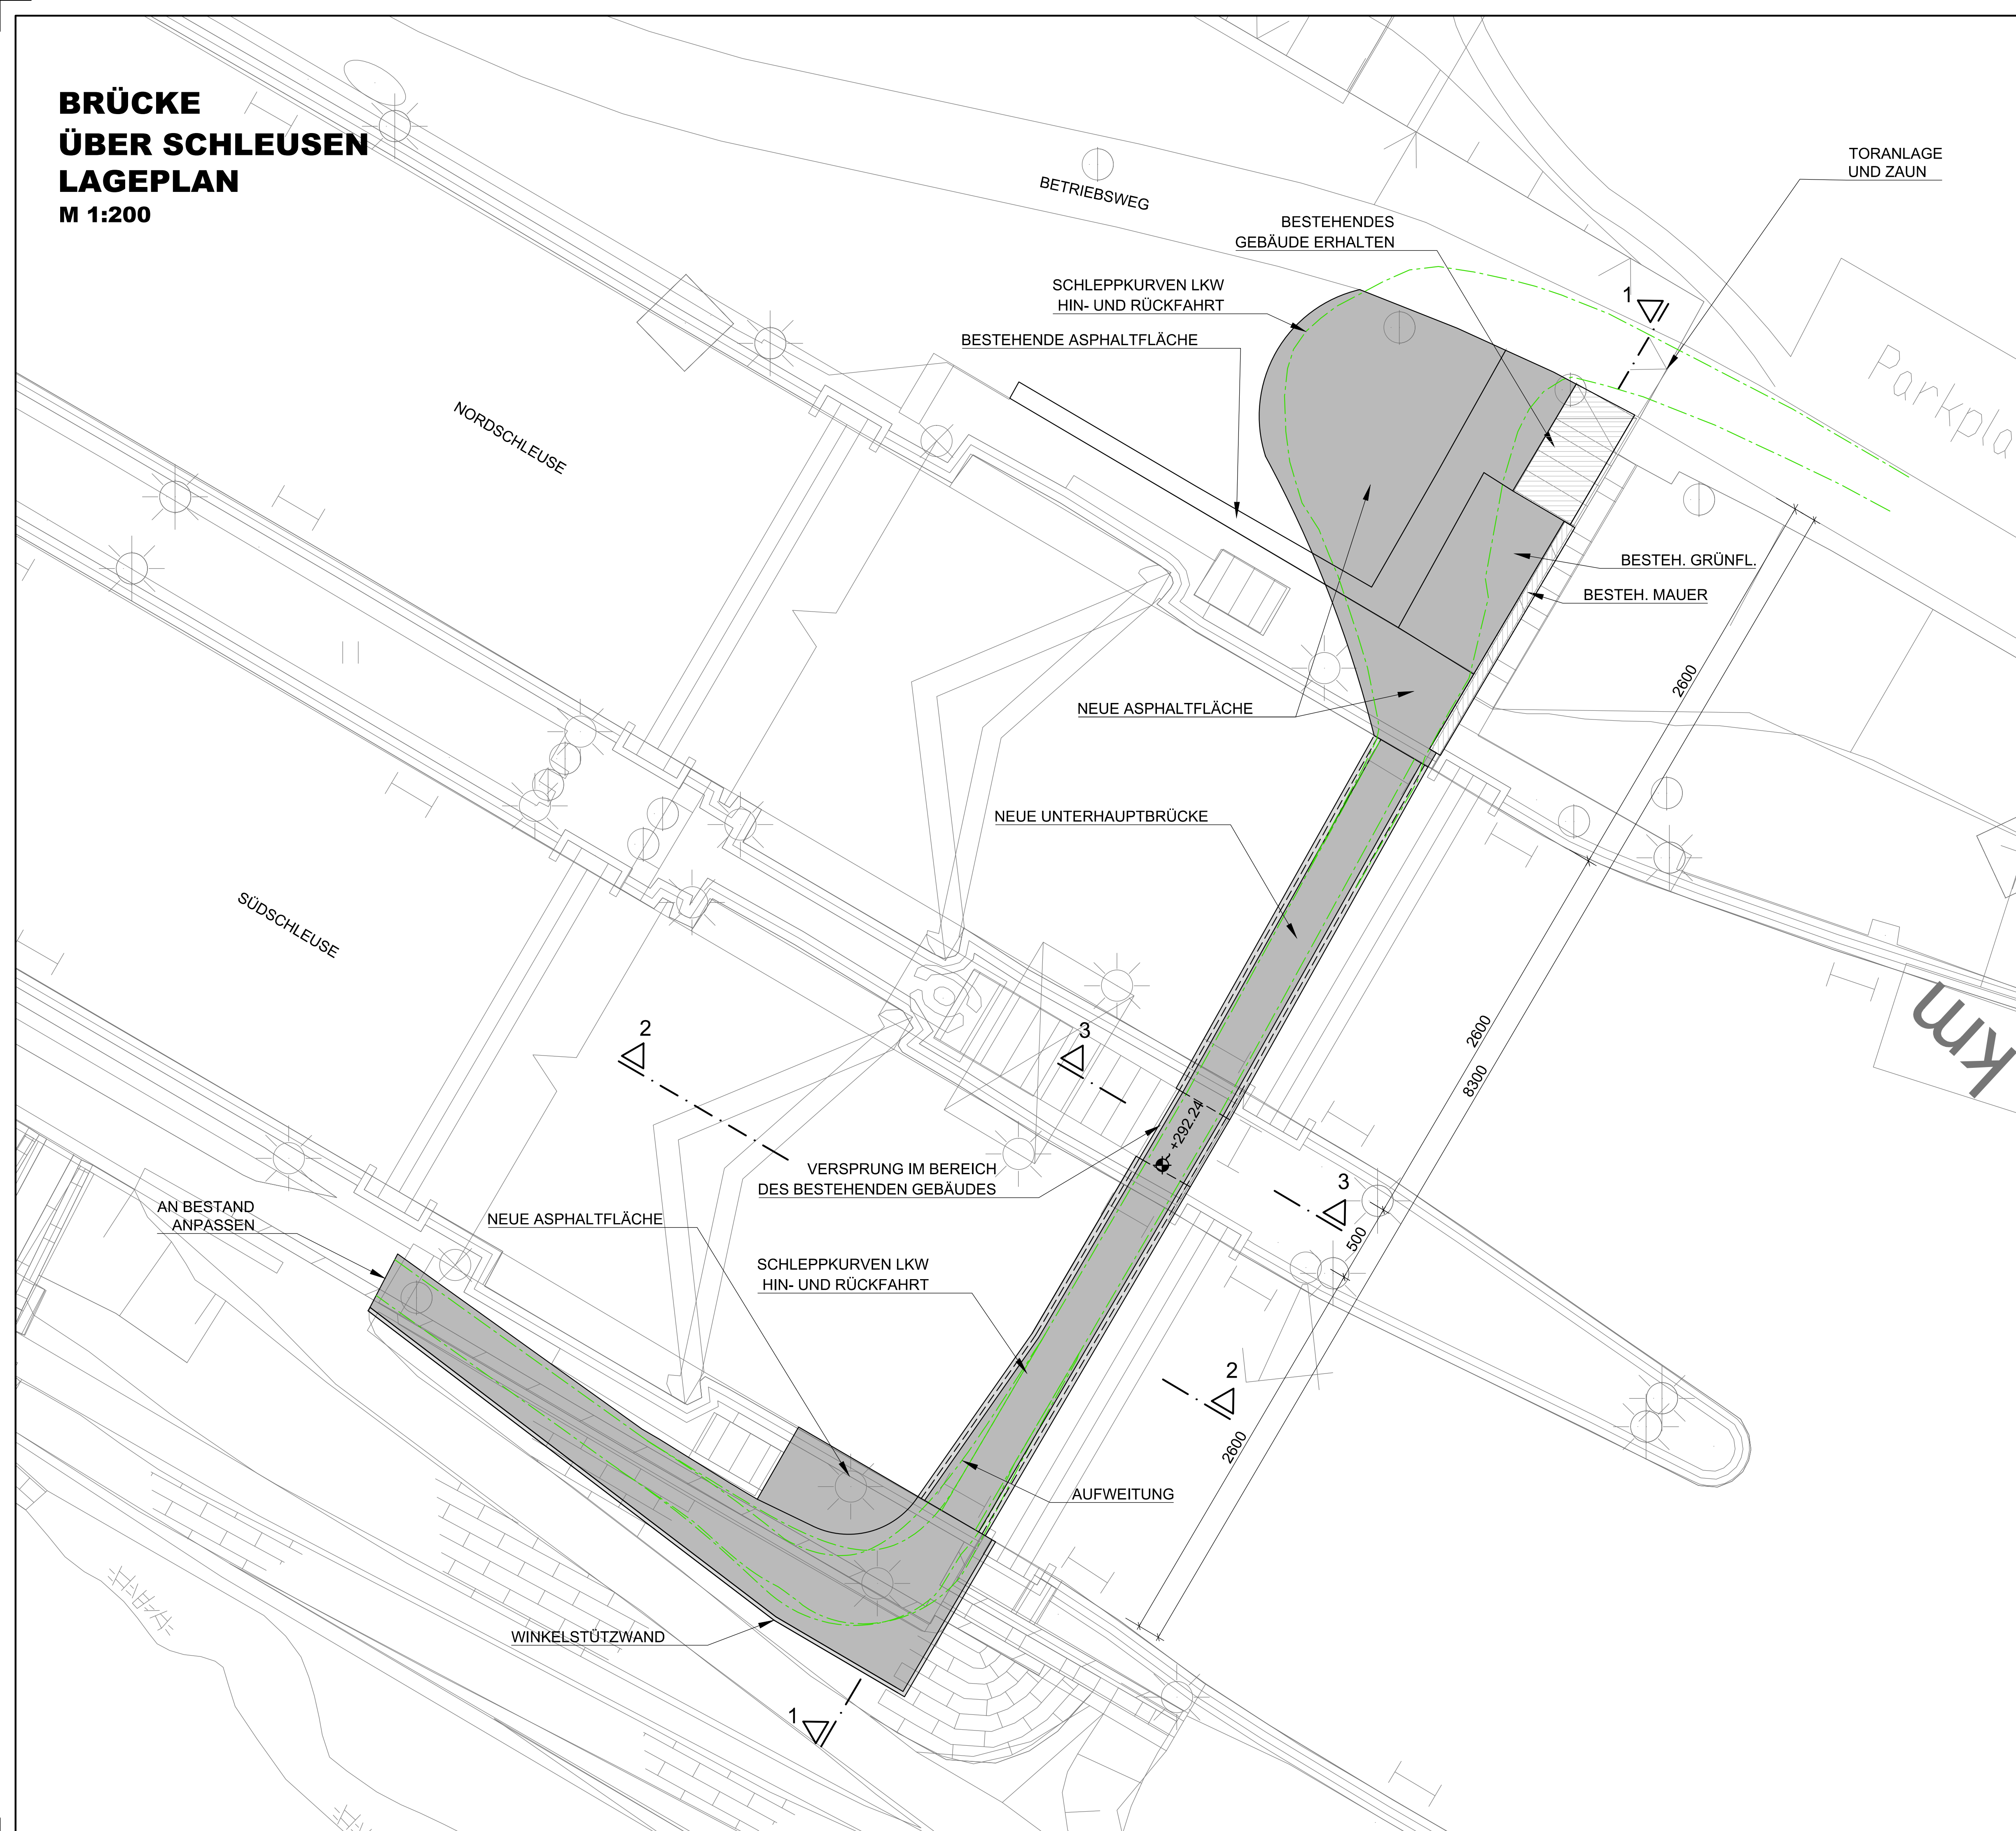 BRÜCKE
ÜBER SCHLEUSEN
LAGEPLAN
M 1:200
TORANLAGE
UND ZAUN
BETRIEBSWEG
BESTEHENDES
GEBÄUDE ERHALTEN
SCHLEPPKURVEN LKW
HIN- UND RÜCKFAHRT
1
BESTEHENDE ASPHALTFLÄCHE
Parkpla
NORDSCHLEUSE
BESTEH. GRÜNFL.
BESTEH. MAUER
2600
NEUE ASPHALTFLÄCHE
NEUE UNTERHAUPTBRÜCKE
SÜDSCHLEUSE
km
2
3
2600
8300
+292.24
VERSPRUNG IM BEREICH
DES BESTEHENDEN GEBÄUDES
3
AN BESTAND
ANPASSEN
NEUE ASPHALTFLÄCHE
500
SCHLEPPKURVEN LKW
HIN- UND RÜCKFAHRT
2
2600
AUFWEITUNG
WINKELSTÜTZWAND
1